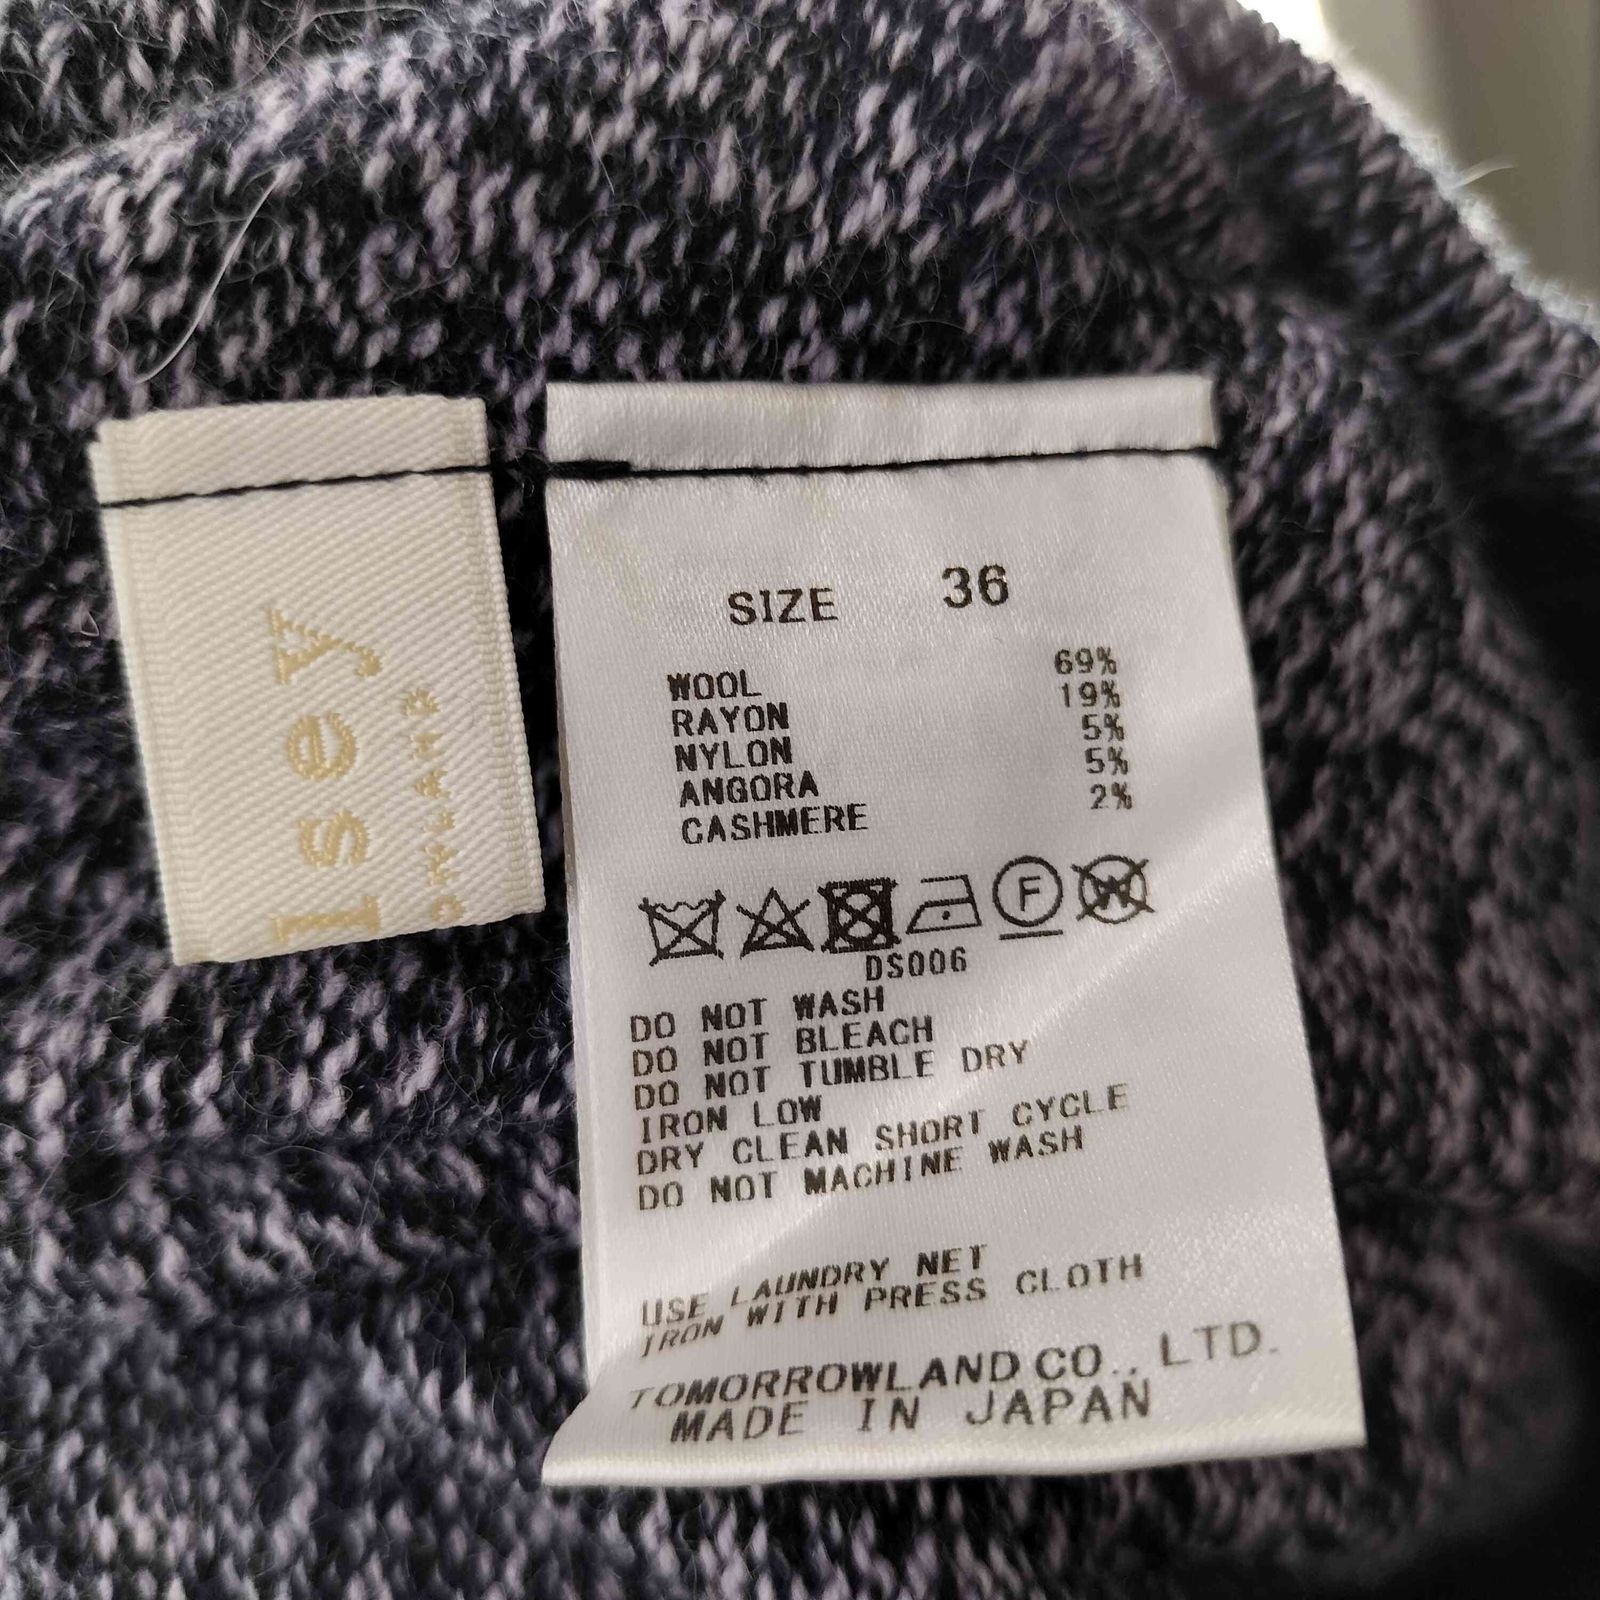 lsey
OWLAND
SIZE 36
WOOL 69%
RAYON 19%
NYLON 5%
ANGORA 5%
CASHMERE 2%
F W
DS006
DO NOT WASH
DO NOT BLEACH
DO NOT TUMBLE DRY
IRON LOW
DRY CLEAN SHORT CYCLE
DO NOT MACHINE WASH
USE LAUNDRY NET
IRON WITH PRESS CLOTH
TOMORROWLAND CO., LTD.
MADE IN JAPAN